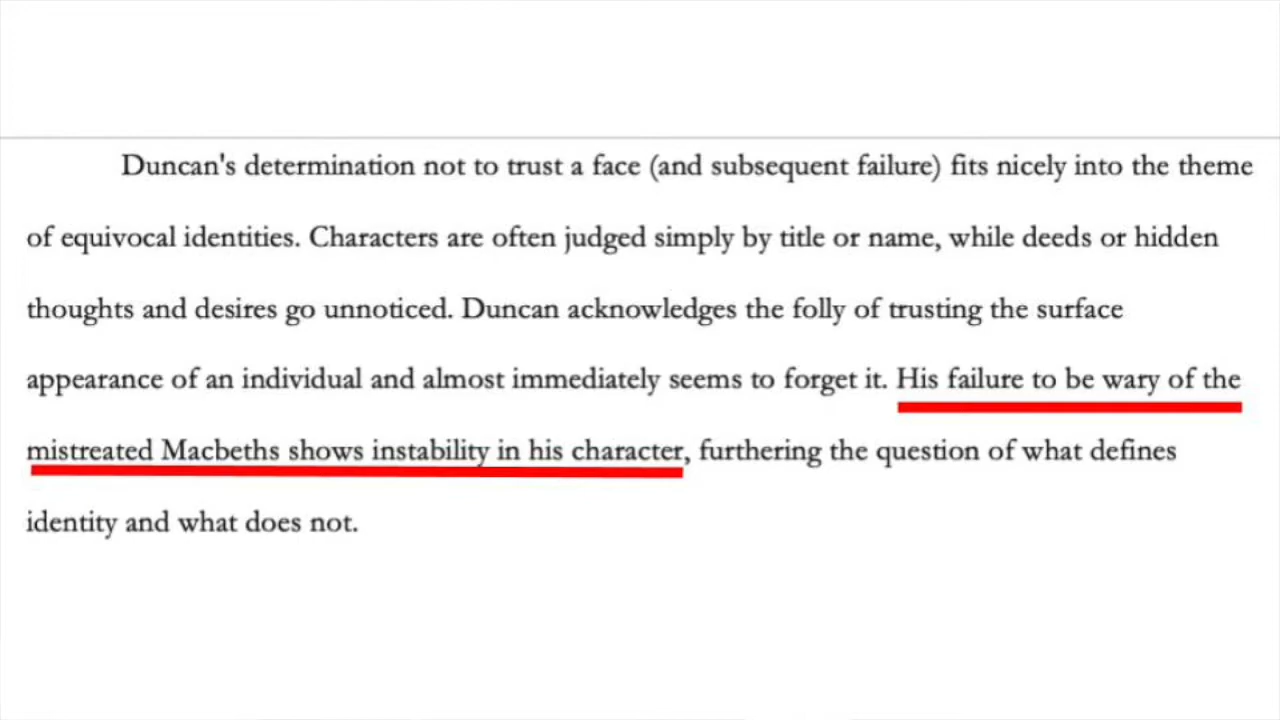 Duncan's determination not to trust a face (and subsequent failure) fits nicely into the theme
of equivocal identities. Characters are often judged simply by title or name, while deeds or hidden
thoughts and desires go unnoticed. Duncan acknowledges the folly of trusting the surface
appearance of an individual and almost immediately seems to forget it. His failure to be wary of the
mistreated Macbeths shows instability in his character, furthering the question of what defines
identity and what does not.